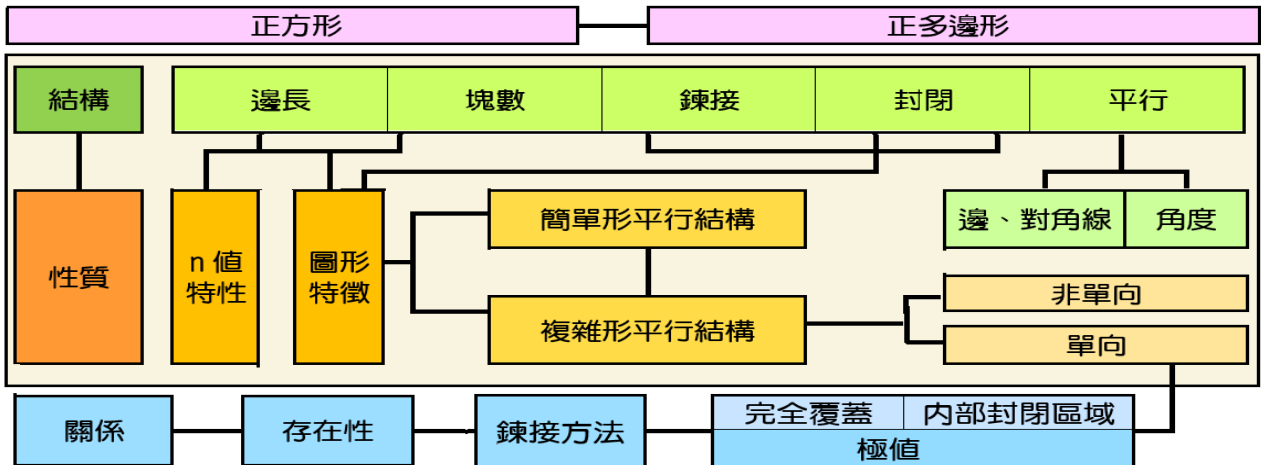 正方形 正多邊形
結構 邊長 塊數 鍊接 封閉 平行
性質
n 值
特性
圖形
特徵
簡單形平行結構
複雜形平行結構
邊、對角線 角度
非單向
單向
關係 存在性 鍊接方法
完全覆蓋 內部封閉區域
極值